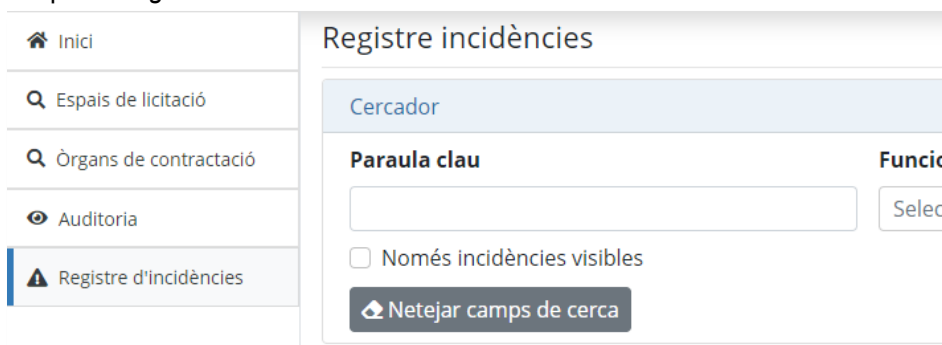 Inici
Espais de licitació
Òrgans de contractació
Auditoria
Registre d'incidències
Registre incidències
Cercador
Paraula clau
Només incidències visibles
Netejar camps de cerca